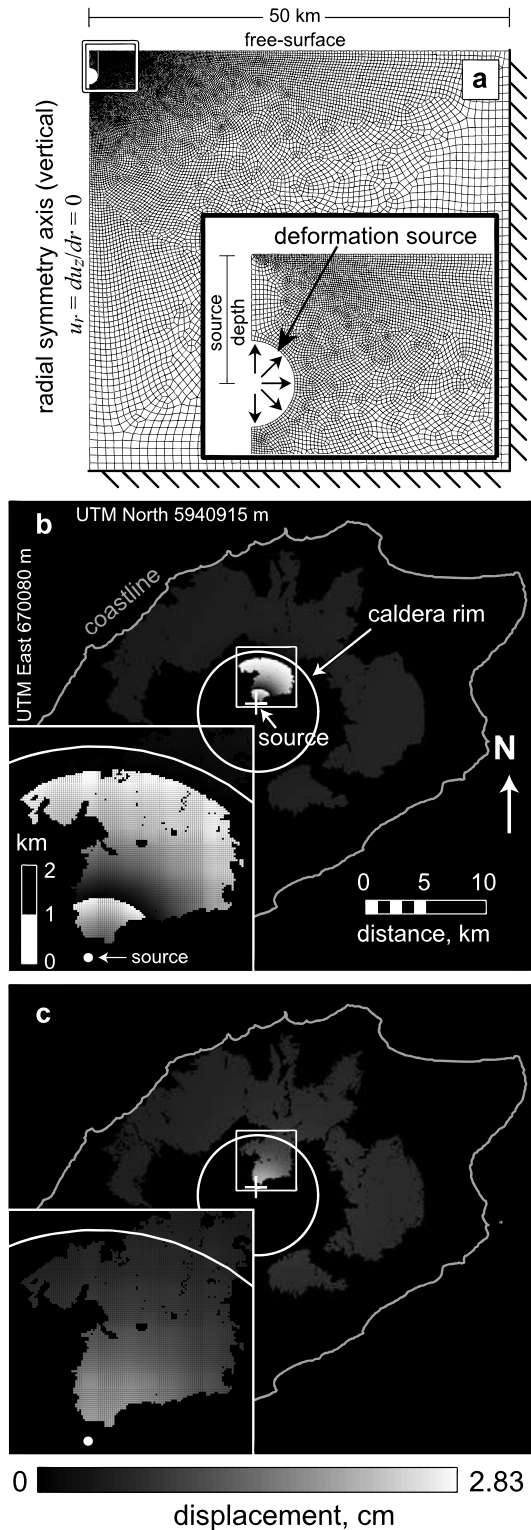 50 km
free-surface
a
radial symmetry axis (vertical)
u_r = du_z/dr = 0
deformation source
source
depth
b
UTM North 5940915 m
UTM East 670080 m
coastline
caldera rim
source
N
km
2
1
0
source
0 5 10
distance, km
c
0 2.83
displacement, cm